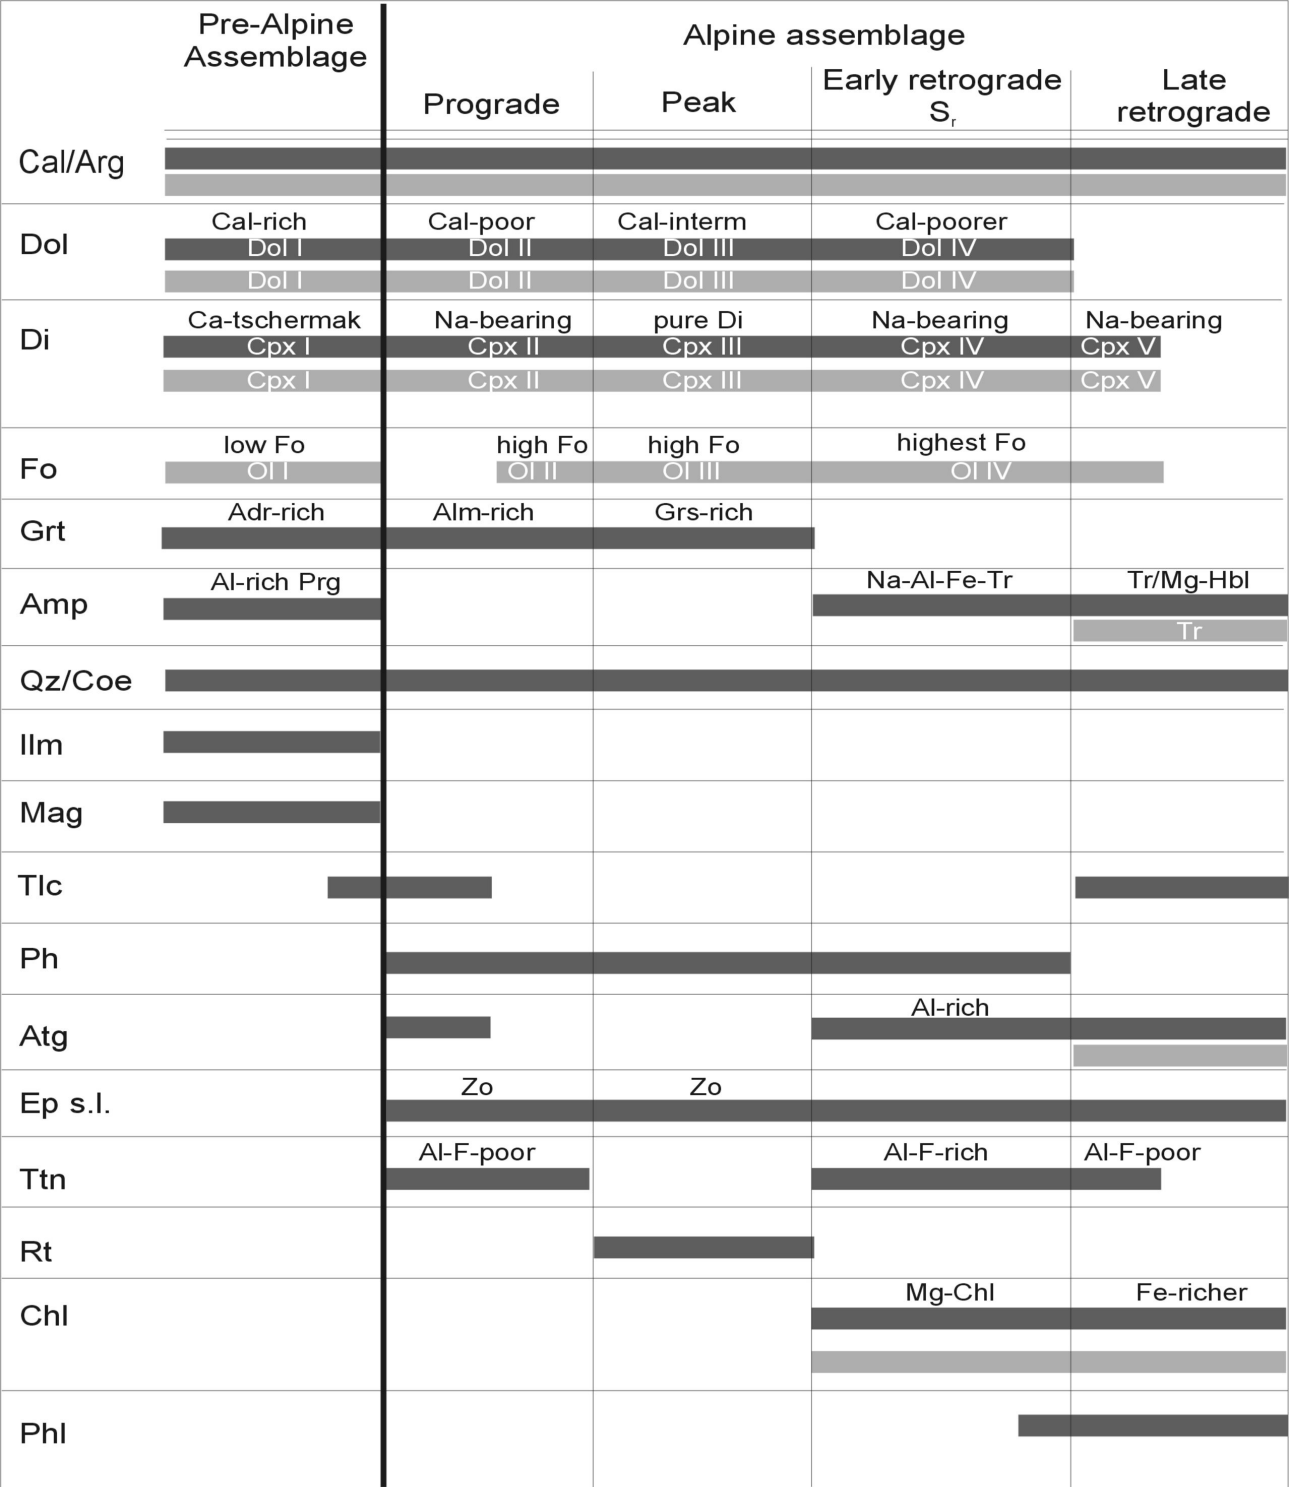 Pre-Alpine
Assemblage
Alpine assemblage
Prograde
Peak
Early retrograde
Sr
Late
retrograde
Cal/Arg
Dol
Cal-rich Cal-poor Cal-interm Cal-poorer
Dol I Dol II Dol III Dol IV
Dol I Dol II Dol III Dol IV
Di
Ca-tschermak Na-bearing pure Di Na-bearing Na-bearing
Cpx I Cpx II Cpx III Cpx IV Cpx V
Cpx I Cpx II Cpx III Cpx IV Cpx V
Fo
low Fo high Fo high Fo highest Fo
Ol I Ol II Ol III Ol IV
Grt
Adr-rich Alm-rich Grs-rich
Amp
Al-rich Prg Na-Al-Fe-Tr Tr/Mg-Hbl
Tr
Qz/Coe
Ilm
Mag
Tlc
Ph
Atg
Al-rich
Ep s.l.
Zo Zo
Ttn
Al-F-poor Al-F-rich Al-F-poor
Rt
Chl
Mg-Chl Fe-richer
Phl